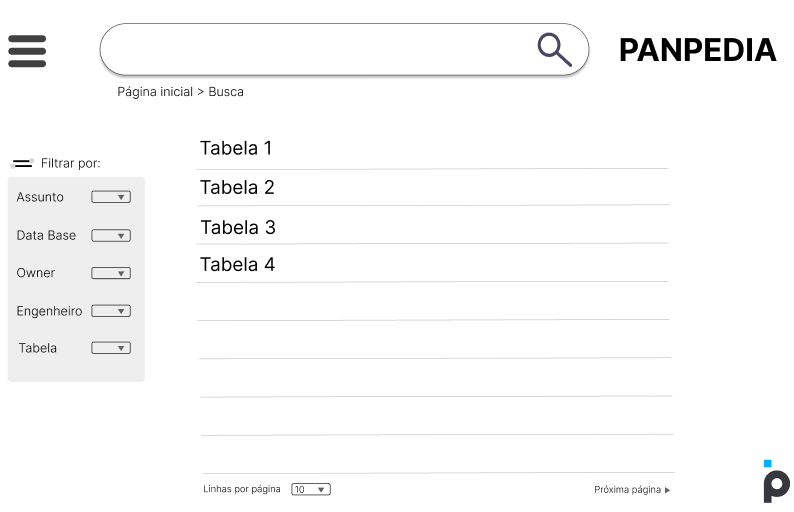 PANPEDIA
Página inicial > Busca
Filtrar por:
Assunto
Data Base
Owner
Engenheiro
Tabela
Tabela 1
Tabela 2
Tabela 3
Tabela 4
Linhas por página 10
Próxima página
p